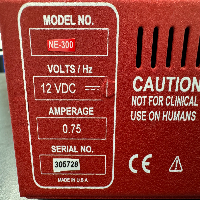 MODEL NO.
NE-300
VOLTS / Hz
12 VDC
AMPERAGE
0.75
SERIAL NO.
305728
MADE IN U.S.A.
CAUTION
NOT FOR CLINICAL
USE ON HUMANS
CE